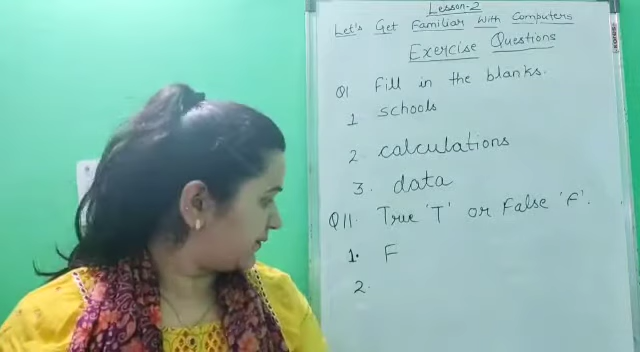 Lesson-2
Let's Get Familiar With Computers
Exercise Questions
Q1 Fill in the blanks.
1 schools
2. calculations
3. data
Q11. True 'T' or False 'F'.
1. F
2.